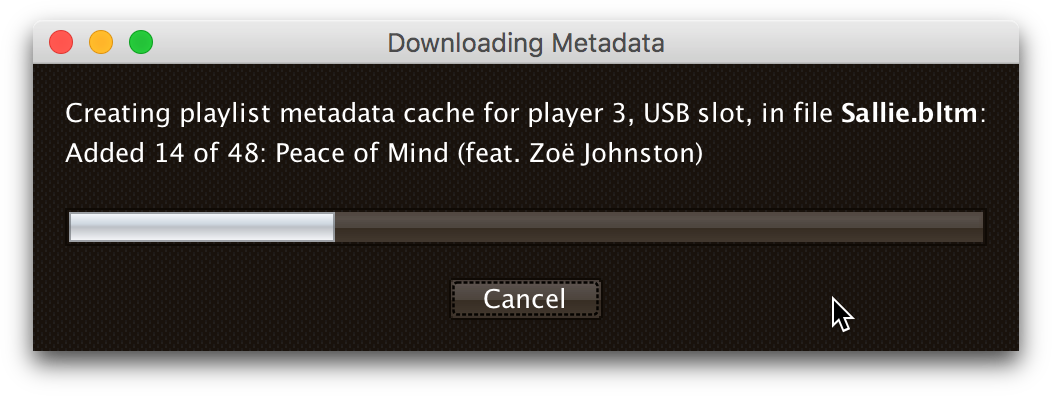 Downloading Metadata
Creating playlist metadata cache for player 3, USB slot, in file Sallie.bltm:
Added 14 of 48: Peace of Mind (feat. Zoë Johnston)
Cancel